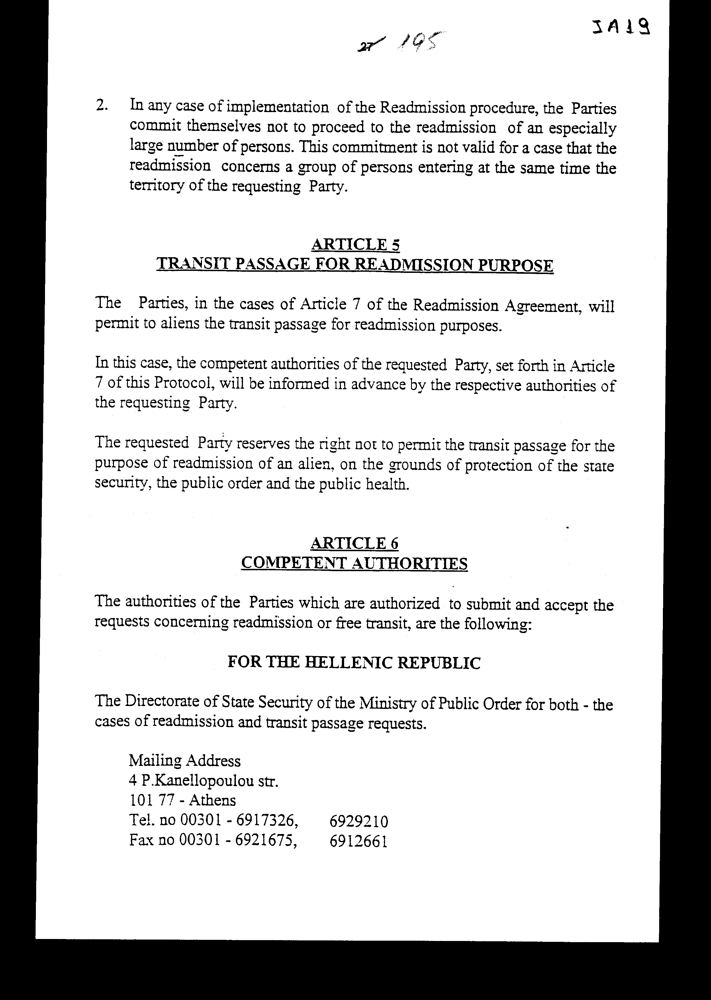 JA19
27 195
2. In any case of implementation of the Readmission procedure, the Parties
commit themselves not to proceed to the readmission of an especially
large number of persons. This commitment is not valid for a case that the
readmission concerns a group of persons entering at the same time the
territory of the requesting Party.
ARTICLE 5
TRANSIT PASSAGE FOR READMISSION PURPOSE
The Parties, in the cases of Article 7 of the Readmission Agreement, will
permit to aliens the transit passage for readmission purposes.
In this case, the competent authorities of the requested Party, set forth in Article
7 of this Protocol, will be informed in advance by the respective authorities of
the requesting Party.
The requested Party reserves the right not to permit the transit passage for the
purpose of readmission of an alien, on the grounds of protection of the state
security, the public order and the public health.
ARTICLE 6
COMPETENT AUTHORITIES
The authorities of the Parties which are authorized to submit and accept the
requests concerning readmission or free transit, are the following:
FOR THE HELLENIC REPUBLIC
The Directorate of State Security of the Ministry of Public Order for both - the
cases of readmission and transit passage requests.
Mailing Address
4 P.Kanellopoulou str.
101 77 - Athens
Tel. no 00301 - 6917326, 6929210
Fax no 00301 - 6921675, 6912661